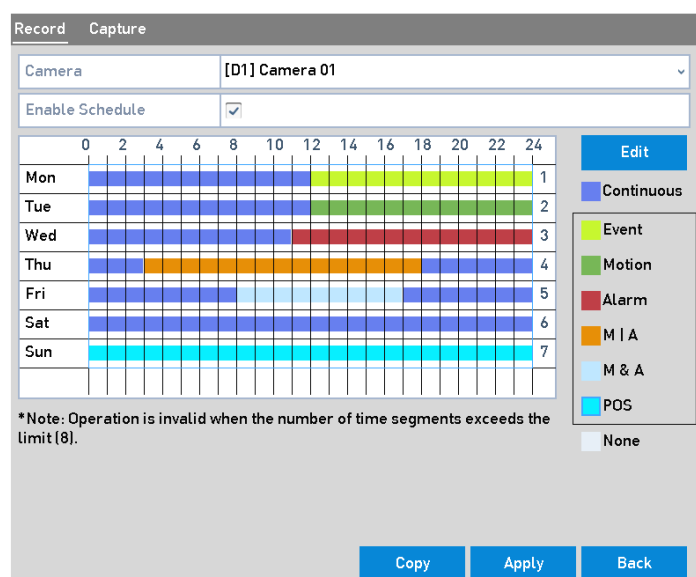 Record Capture
Camera [D1] Camera 01
Enable Schedule
0 2 4 6 8 10 12 14 16 18 20 22 24
Edit
Mon 1
Continuous
Tue 2
Event
Wed 3
Motion
Thu 4
Alarm
Fri 5
M | A
Sat 6
M & A
Sun 7
POS
*Note: Operation is invalid when the number of time segments exceeds the
limit (8).
None
Copy Apply Back